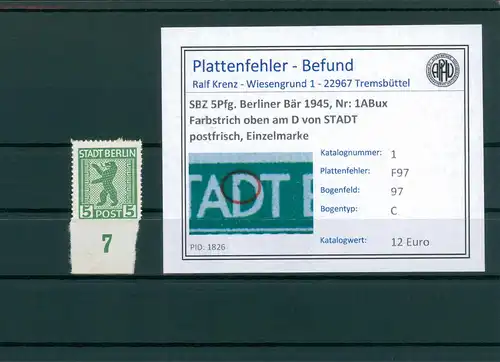 Plattenfehler - Befund
Ralf Krenz - Wiesengrund 1 - 22967 Tremsbüttel
SBZ 5Pfg. Berliner Bär 1945, Nr: 1ABux
Farbstrich oben am D von STADT
postfrisch, Einzelmarke
Katalognummer: 1
Plattenfehler: F97
Bogenfeld: 97
Bogentyp: C
Katalogwert: 12 Euro
TADT B
PID: 1826
STADT BERLIN
5 POST 5
7